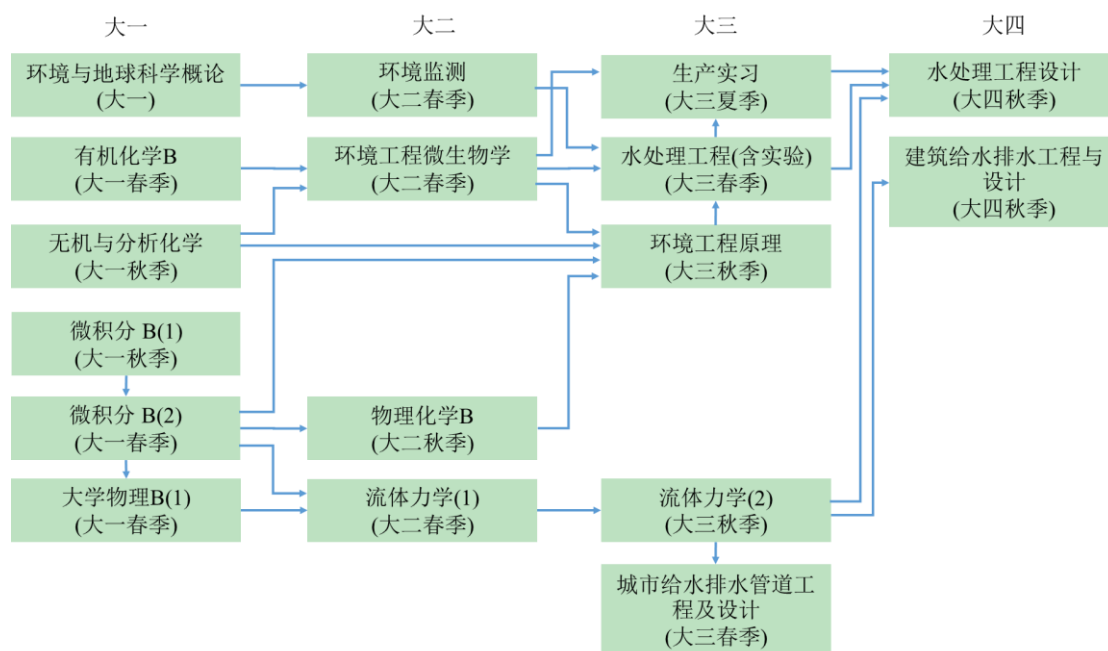 大一
大二
大三
大四
环境与地球科学概论
(大一)
环境监测
(大二春季)
生产实习
(大三夏季)
水处理工程设计
(大四秋季)
有机化学B
(大一春季)
环境工程微生物学
(大二春季)
水处理工程(含实验)
(大三春季)
建筑给水排水工程与
设计
(大四秋季)
无机与分析化学
(大一秋季)
环境工程原理
(大三秋季)
微积分 B(1)
(大一秋季)
微积分 B(2)
(大一春季)
物理化学B
(大二秋季)
大学物理B(1)
(大一春季)
流体力学(1)
(大二春季)
流体力学(2)
(大三秋季)
城市给水排水管道工
程及设计
(大三春季)